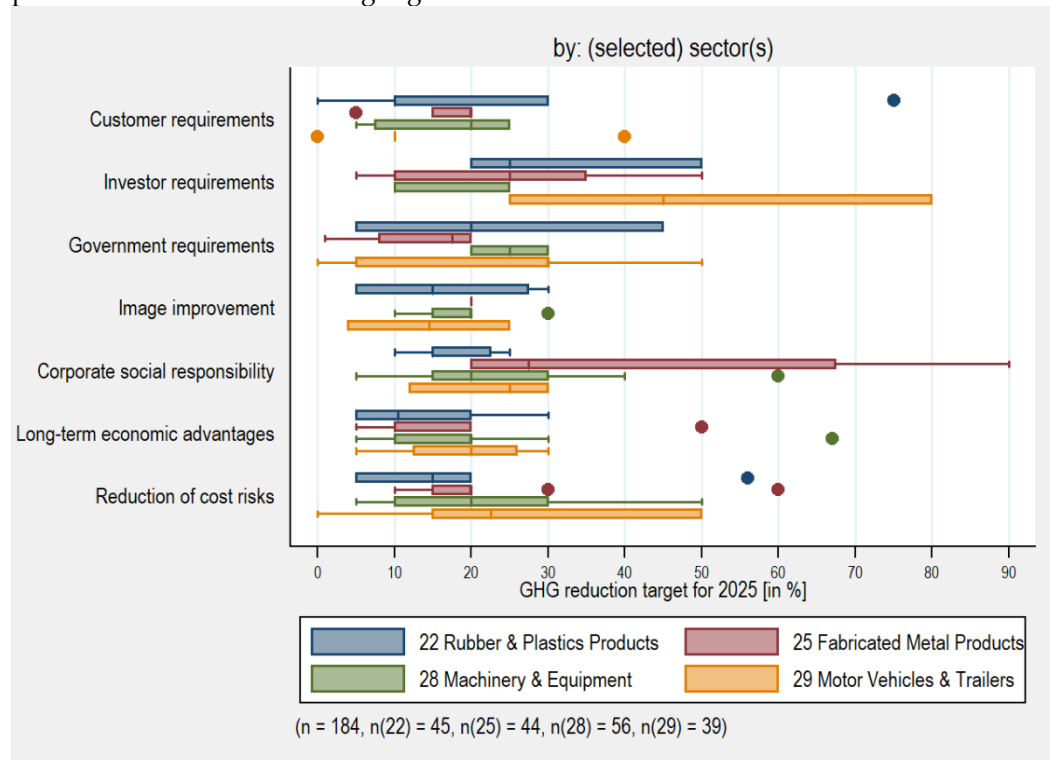 by: (selected) sector(s)
Customer requirements
Investor requirements
Government requirements
Image improvement
Corporate social responsibility
Long-term economic advantages
Reduction of cost risks
0 10 20 30 40 50 60 70 80 90
GHG reduction target for 2025 [in %]
22 Rubber & Plastics Products 25 Fabricated Metal Products
28 Machinery & Equipment 29 Motor Vehicles & Trailers
(n = 184, n(22) = 45, n(25) = 44, n(28) = 56, n(29) = 39)